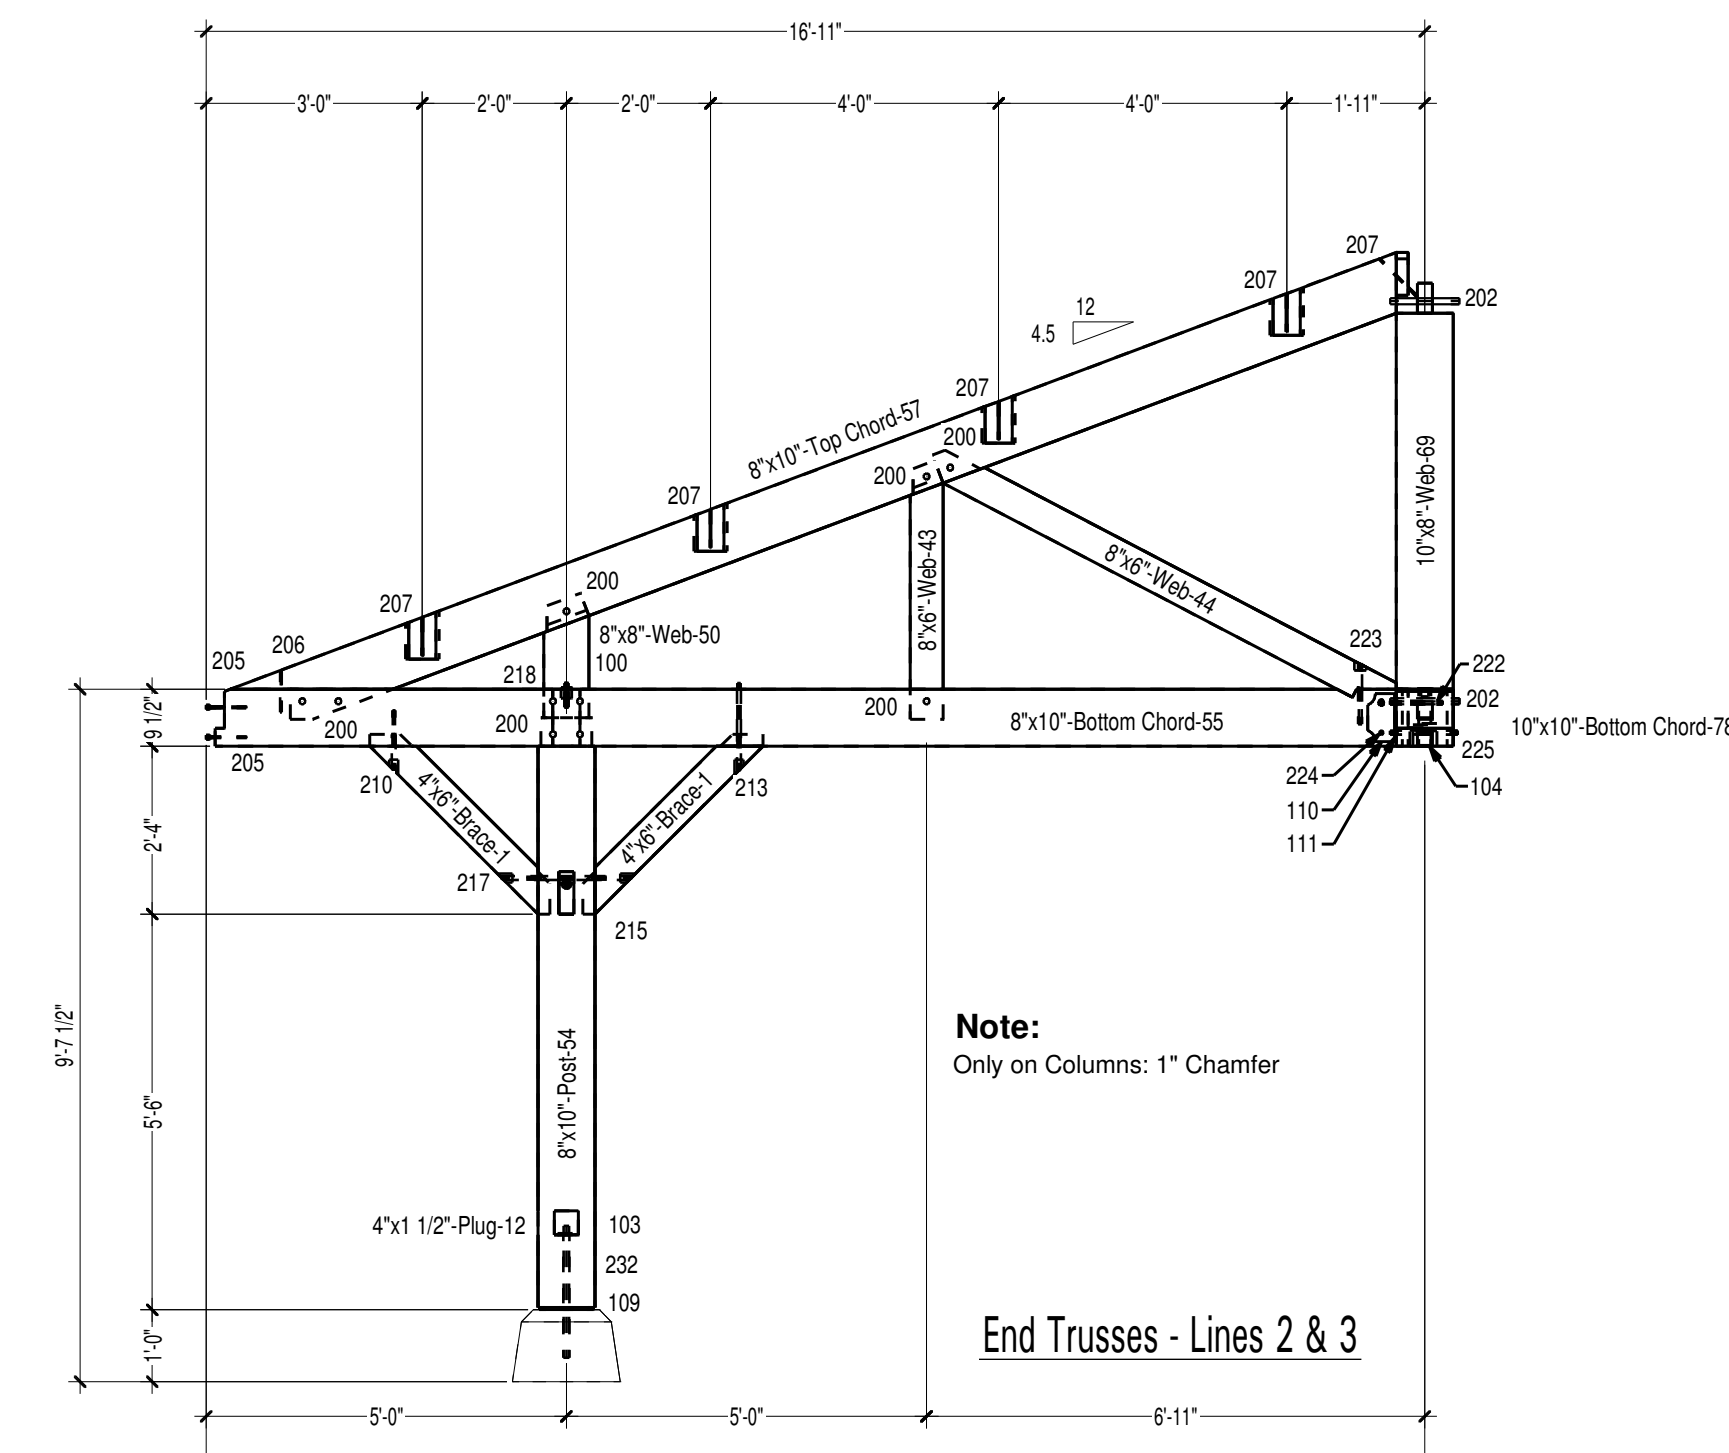 16'-11"
3'-0" 2'-0" 2'-0" 4'-0" 4'-0" 1'-11"
207
207
202
12
4.5
207
200
8"x10"-Top Chord-57
200
207
10"x8"-Web-69
8"x6"-Web-43
8"x6"-Web-44
200
207
8"x8"-Web-50
206
205
218
100
223
222
9 1/2"
200
200
200
8"x10"-Bottom Chord-55
202
10"x10"-Bottom Chord-78
225
205
210
213
224
104
110
111
4"x6"-Brace-1
4"x6"-Brace-1
2'-4"
217
215
9'-7 1/2"
Note:
Only on Columns: 1" Chamfer
5'-6"
8"x10"-Post-54
4"x1 1/2"-Plug-12
103
232
109
1'-0"
End Trusses - Lines 2 & 3
5'-0" 5'-0" 6'-11"